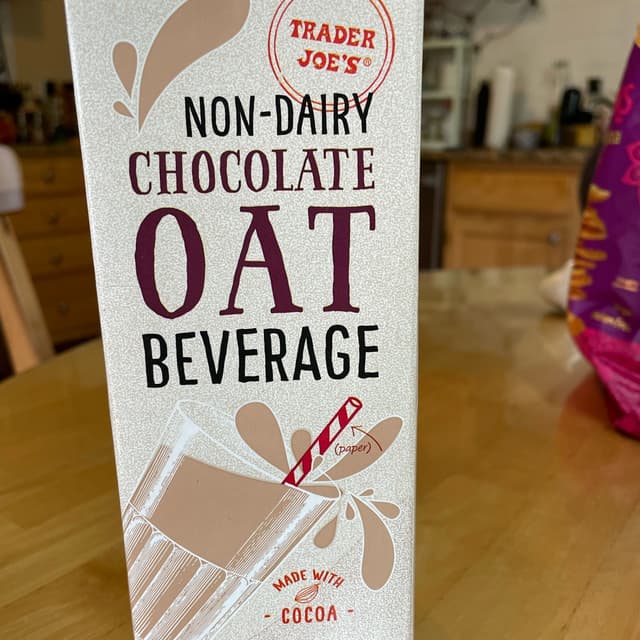 TRADER
JOE'S®
NON-DAIRY
CHOCOLATE
OAT
BEVERAGE
(paper)
MADE WITH
- COCOA -